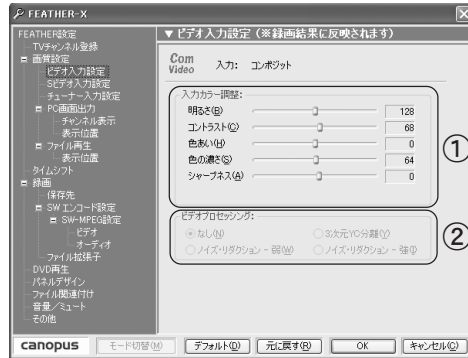 FEATHER-X
FEATHER設定
TVチャンネル登録
画質設定
ビデオ入力設定
Sビデオ入力設定
チューナー入力設定
PC画面出力
チャンネル表示
表示位置
ファイル再生
表示位置
タイムシフト
録画
保存先
SWエンコード設定
SW-MPEG設定
ビデオ
オーディオ
ファイル拡張子
DVD再生
パネルデザイン
ファイル関連付け
音量/ミュート
その他
▼ ビデオ入力設定（※録画結果に反映されます）
Com
Video
入力: コンポジット
入力カラー調整:
明るさ(B) 128
コントラスト(C) 68
色あい(H) 0
色の濃さ(S) 64
シャープネス(A) 0
①
ビデオプロセッシング:
なし(N) 3次元YC分離(Y)
ノイズ・リダクション - 弱(W) ノイズ・リダクション - 強(I)
②
canopus モード切替(M) デフォルト(D) 元に戻す(R) OK キャンセル(C)